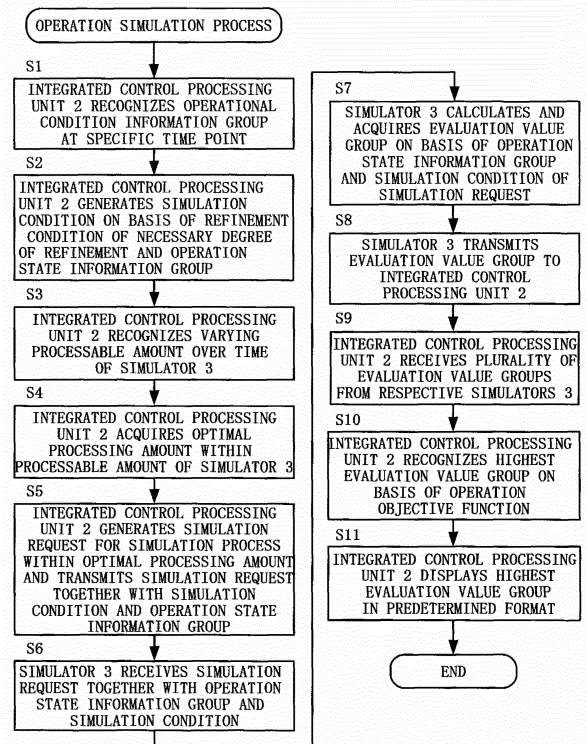 OPERATION SIMULATION PROCESS
S1
INTEGRATED CONTROL PROCESSING
UNIT 2 RECOGNIZES OPERATIONAL
CONDITION INFORMATION GROUP
AT SPECIFIC TIME POINT
S2
INTEGRATED CONTROL PROCESSING
UNIT 2 GENERATES SIMULATION
CONDITION ON BASIS OF REFINEMENT
CONDITION OF NECESSARY DEGREE
OF REFINEMENT AND OPERATION
STATE INFORMATION GROUP
S3
INTEGRATED CONTROL PROCESSING
UNIT 2 RECOGNIZES VARYING
PROCESSABLE AMOUNT OVER TIME
OF SIMULATOR 3
S4
INTEGRATED CONTROL PROCESSING
UNIT 2 ACQUIRES OPTIMAL
PROCESSING AMOUNT WITHIN
PROCESSABLE AMOUNT OF SIMULATOR 3
S5
INTEGRATED CONTROL PROCESSING
UNIT 2 GENERATES SIMULATION
REQUEST FOR SIMULATION PROCESS
WITHIN OPTIMAL PROCESSING AMOUNT
AND TRANSMITS SIMULATION REQUEST
TOGETHER WITH SIMULATION
CONDITION AND OPERATION STATE
INFORMATION GROUP
S6
SIMULATOR 3 RECEIVES SIMULATION
REQUEST TOGETHER WITH OPERATION
STATE INFORMATION GROUP AND
SIMULATION CONDITION
S7
SIMULATOR 3 CALCULATES AND
ACQUIRES EVALUATION VALUE
GROUP ON BASIS OF OPERATION
STATE INFORMATION GROUP
AND SIMULATION CONDITION OF
SIMULATION REQUEST
S8
SIMULATOR 3 TRANSMITS
EVALUATION VALUE GROUP TO
INTEGRATED CONTROL
PROCESSING UNIT 2
S9
INTEGRATED CONTROL PROCESSING
UNIT 2 RECEIVES PLURALITY OF
EVALUATION VALUE GROUPS
FROM RESPECTIVE SIMULATORS 3
S10
INTEGRATED CONTROL PROCESSING
UNIT 2 RECOGNIZES HIGHEST
EVALUATION VALUE GROUP ON
BASIS OF OPERATION
OBJECTIVE FUNCTION
S11
INTEGRATED CONTROL PROCESSING
UNIT 2 DISPLAYS HIGHEST
EVALUATION VALUE GROUP
IN PREDETERMINED FORMAT
END